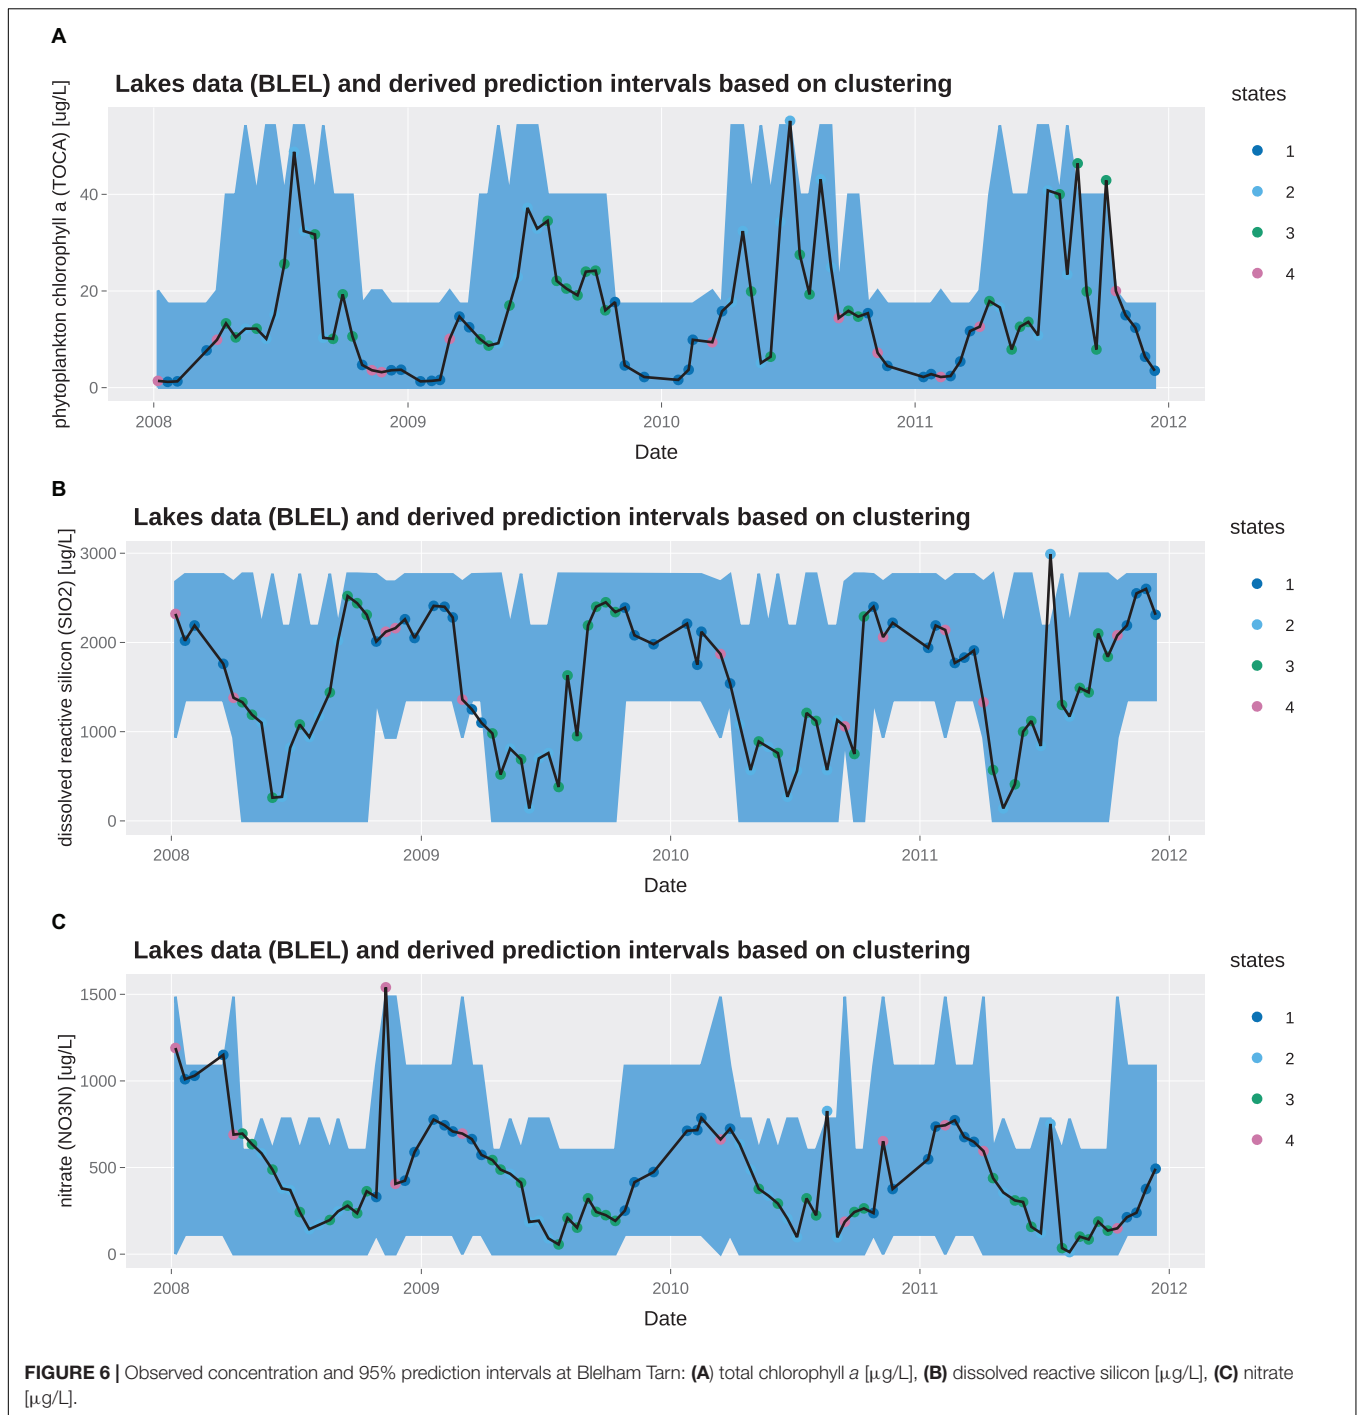 A
Lakes data (BLEL) and derived prediction intervals based on clustering
phytoplankton chlorophyll a (TOCA) [ug/L]
40
20
0
2008 2009 2010 2011 2012
Date
states
1
2
3
4
B
Lakes data (BLEL) and derived prediction intervals based on clustering
dissolved reactive silicon (SIO2) [ug/L]
3000
2000
1000
0
2008 2009 2010 2011 2012
Date
states
1
2
3
4
C
Lakes data (BLEL) and derived prediction intervals based on clustering
nitrate (NO3N) [ug/L]
1500
1000
500
0
2008 2009 2010 2011 2012
Date
states
1
2
3
4
FIGURE 6 | Observed concentration and 95% prediction intervals at Blelham Tarn: (A) total chlorophyll a [μg/L], (B) dissolved reactive silicon [μg/L], (C) nitrate
[μg/L].